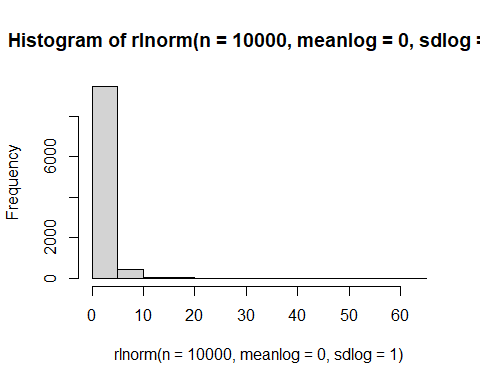 Histogram of rlnorm(n = 10000, meanlog = 0, sdlog =
Frequency
6000
2000
0
0 10 20 30 40 50 60
rlnorm(n = 10000, meanlog = 0, sdlog = 1)